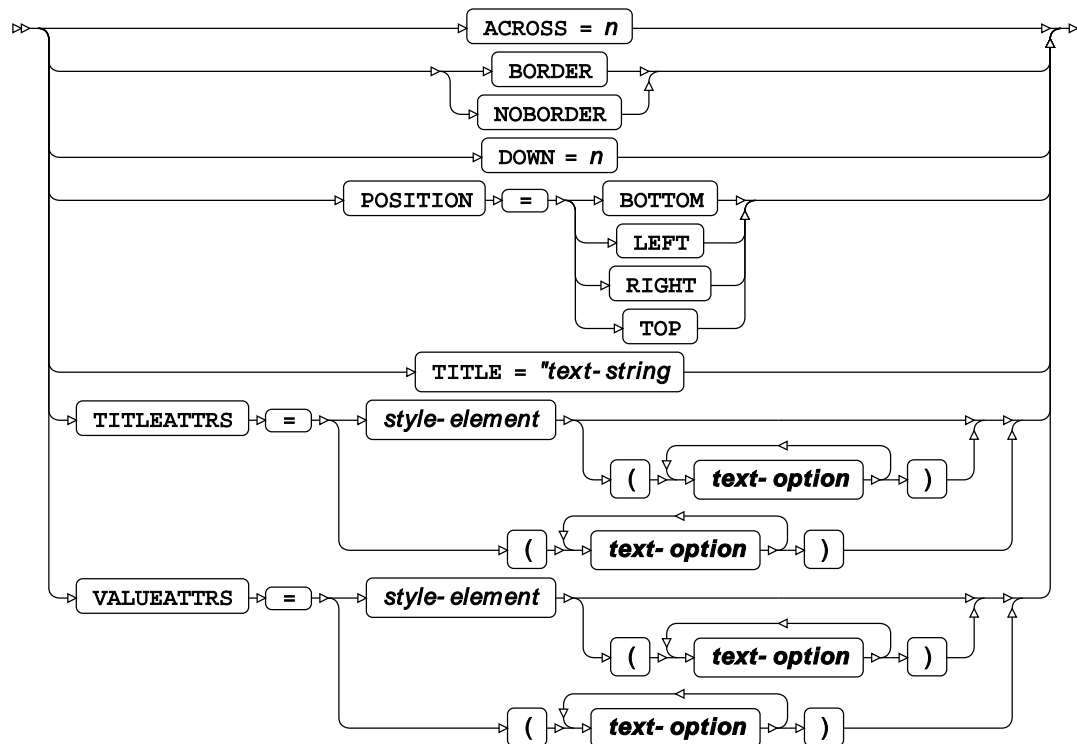 ACROSS = n
BORDER
NOBORDER
DOWN = n
POSITION = BOTTOM
LEFT
RIGHT
TOP
TITLE = "text-string
TITLEATTRS = style-element
( text-option )
( text-option )
VALUEATTRS = style-element
( text-option )
( text-option )